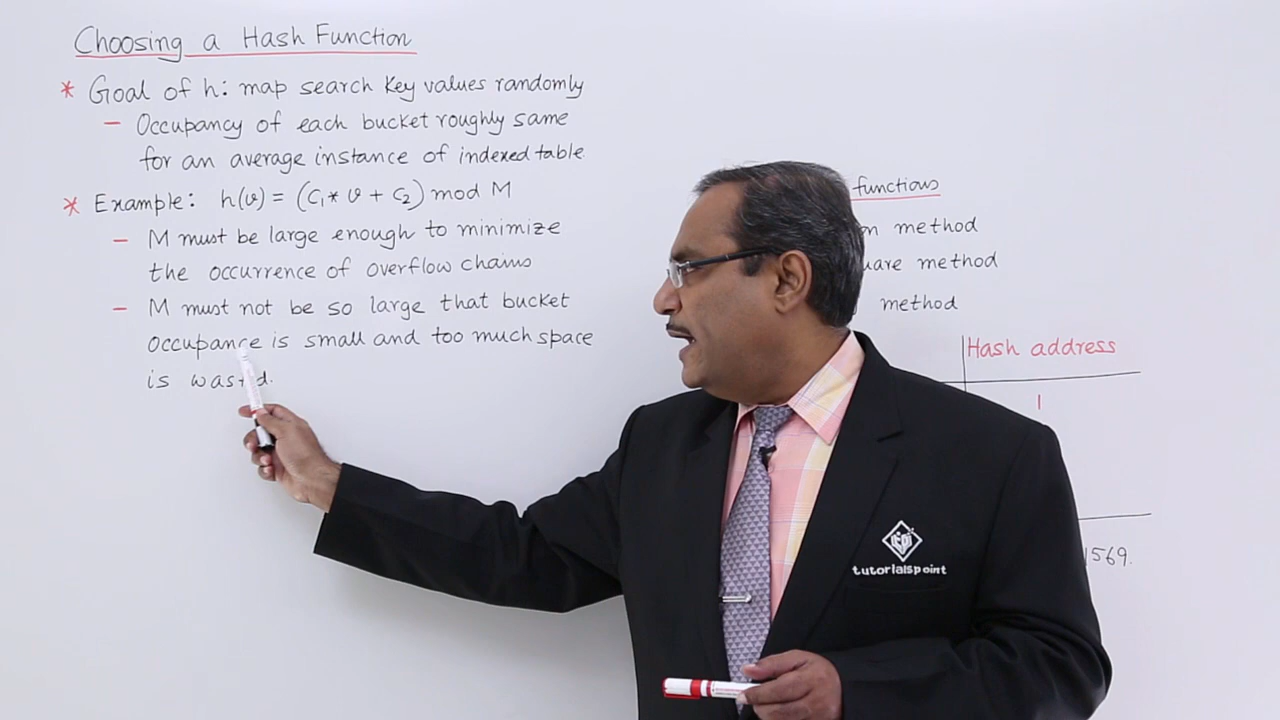 Choosing a Hash Function
* Goal of h: map search key values randomly
– Occupancy of each bucket roughly same
for an average instance of indexed table.
* Example: h(v) = (C₁ * v + C₂) mod M
– M must be large enough to minimize
the occurrence of overflow chains
– M must not be so large that bucket
occupance is small and too much space
is wasted.
functions
method
method
method
Hash address
1
1569.
tutorialspoint